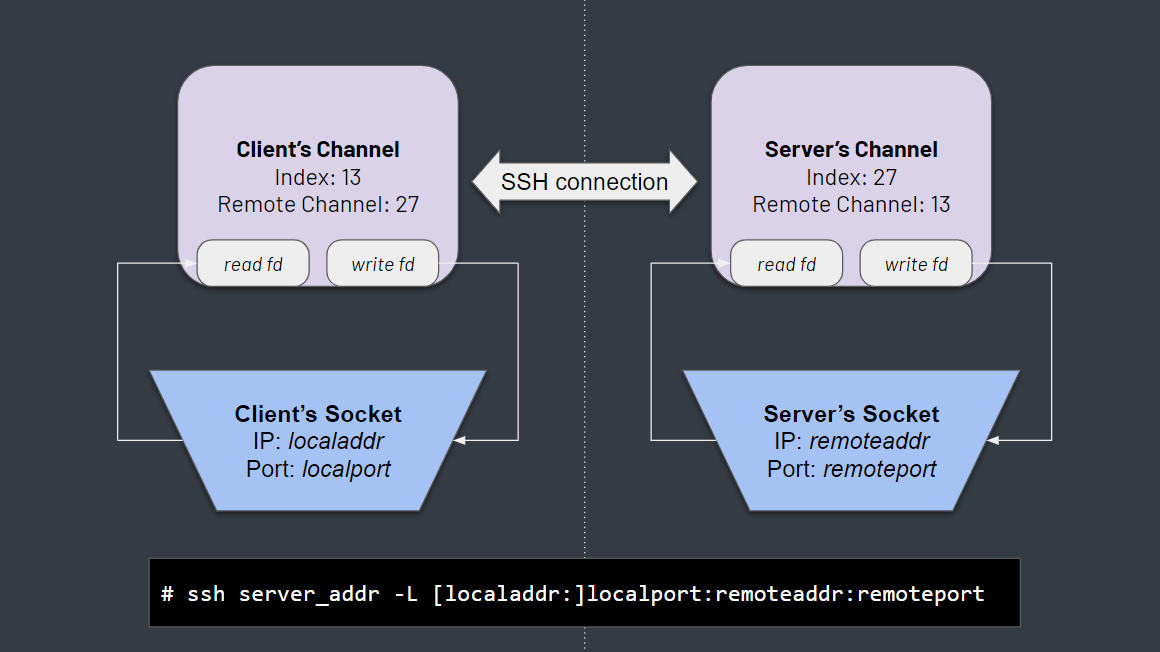 Client’s Channel
Index: 13
Remote Channel: 27
read fd
write fd
SSH connection
Server’s Channel
Index: 27
Remote Channel: 13
read fd
write fd
Client’s Socket
IP: localaddr
Port: localport
Server’s Socket
IP: remoteaddr
Port: remoteport
# ssh server_addr -L [localaddr:]localport:remoteaddr:remoteport